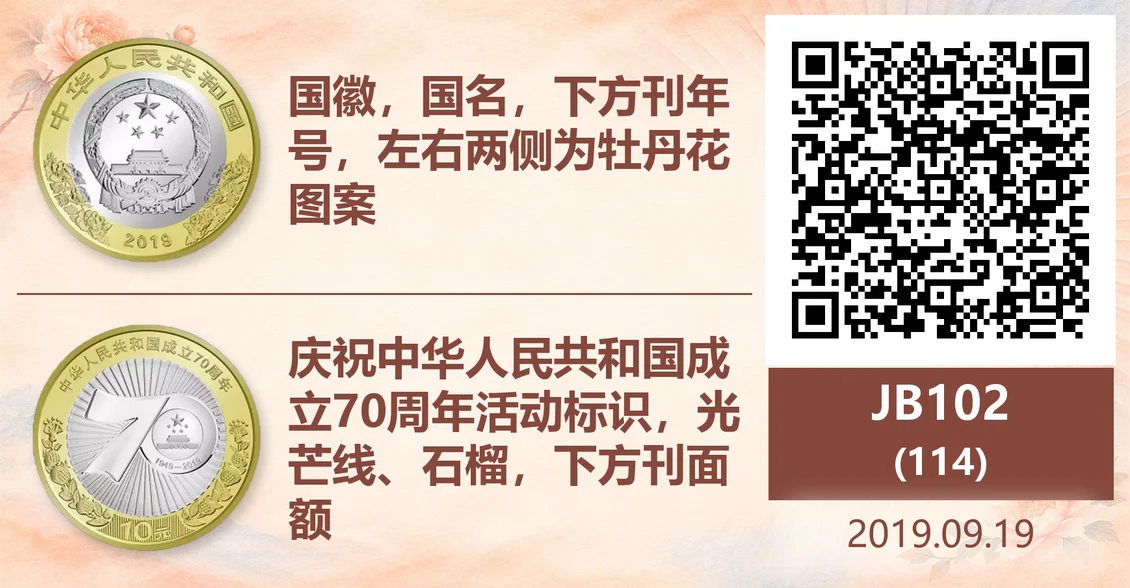 中华人民共和国
2019
国徽，国名，下方刊年
号，左右两侧为牡丹花
图案
中华人民共和国成立70周年
70
1949—2019
10元
庆祝中华人民共和国成
立70周年活动标识，光
芒线、石榴，下方刊面
额
JB102
(114)
2019.09.19